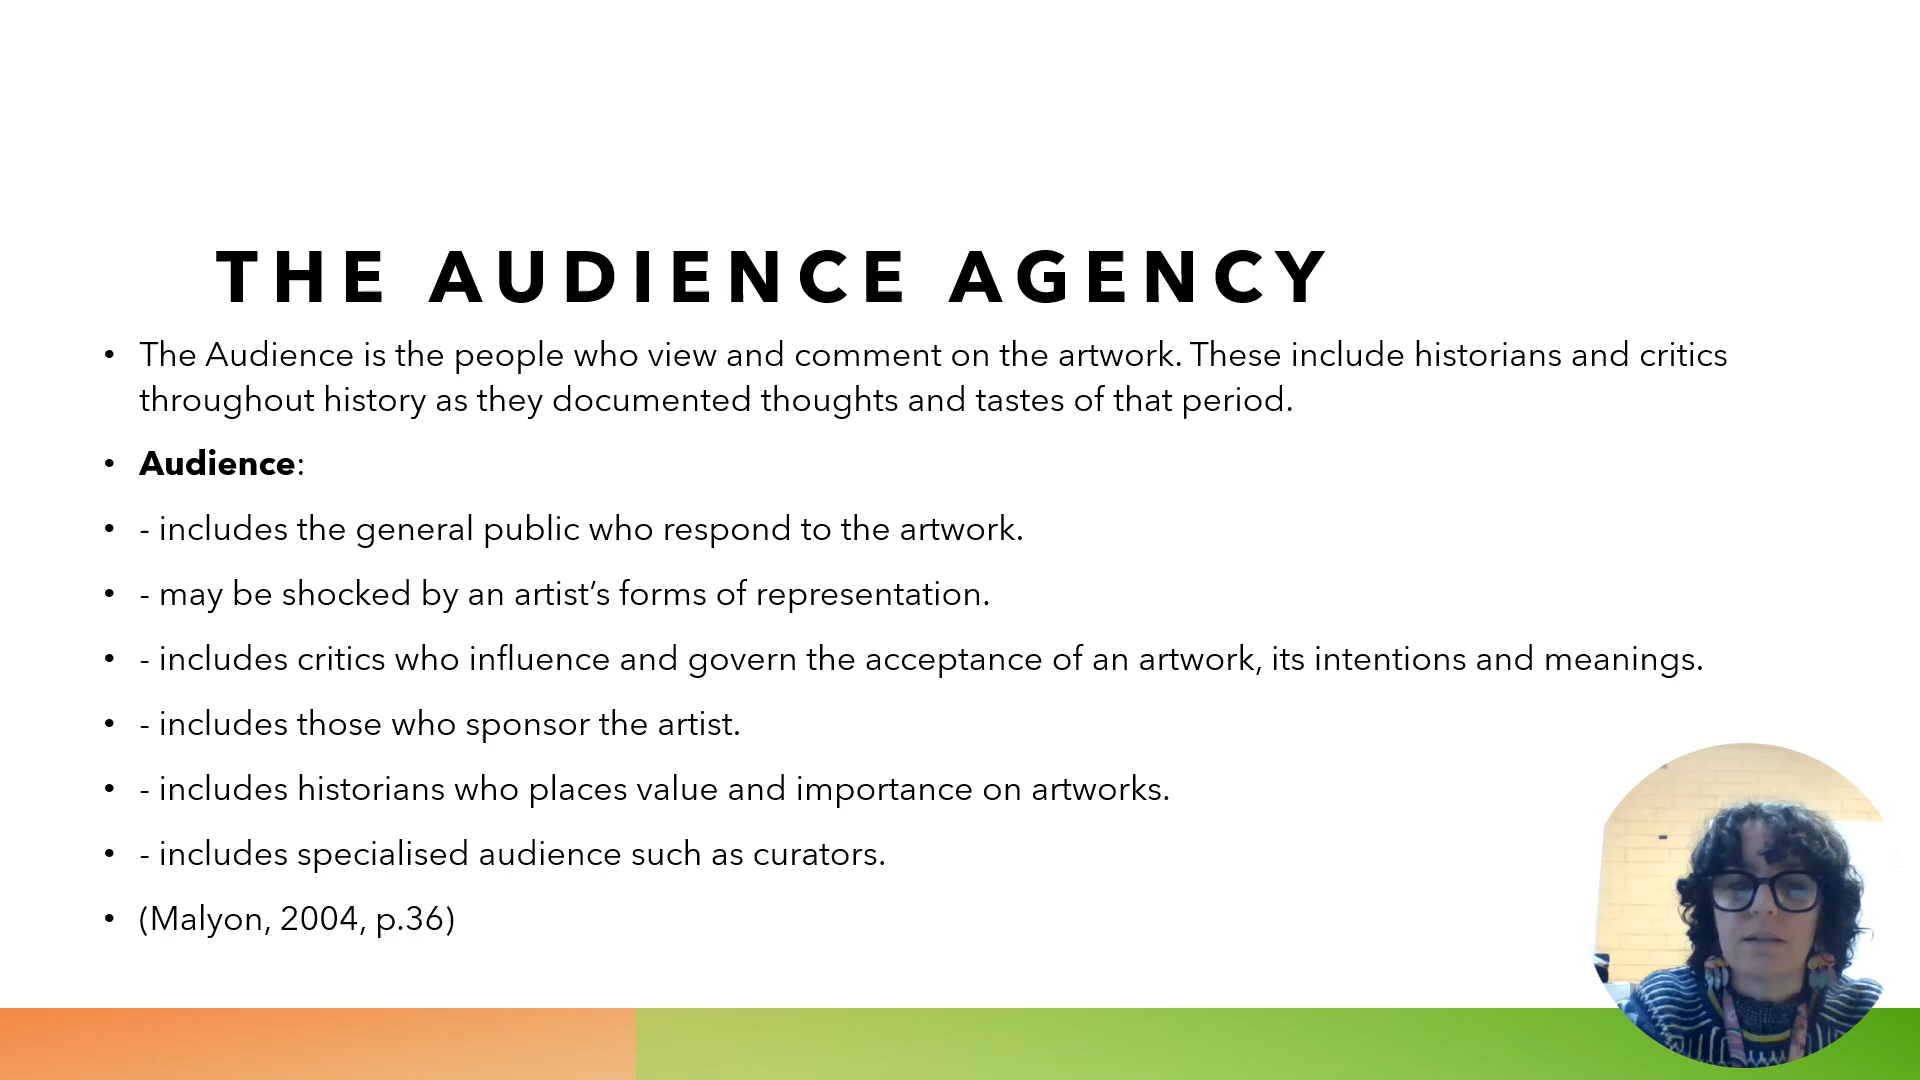 THE AUDIENCE AGENCY
• The Audience is the people who view and comment on the artwork. These include historians and critics
throughout history as they documented thoughts and tastes of that period.
• Audience:
• - includes the general public who respond to the artwork.
• - may be shocked by an artist’s forms of representation.
• - includes critics who influence and govern the acceptance of an artwork, its intentions and meanings.
• - includes those who sponsor the artist.
• - includes historians who places value and importance on artworks.
• - includes specialised audience such as curators.
• (Malyon, 2004, p.36)